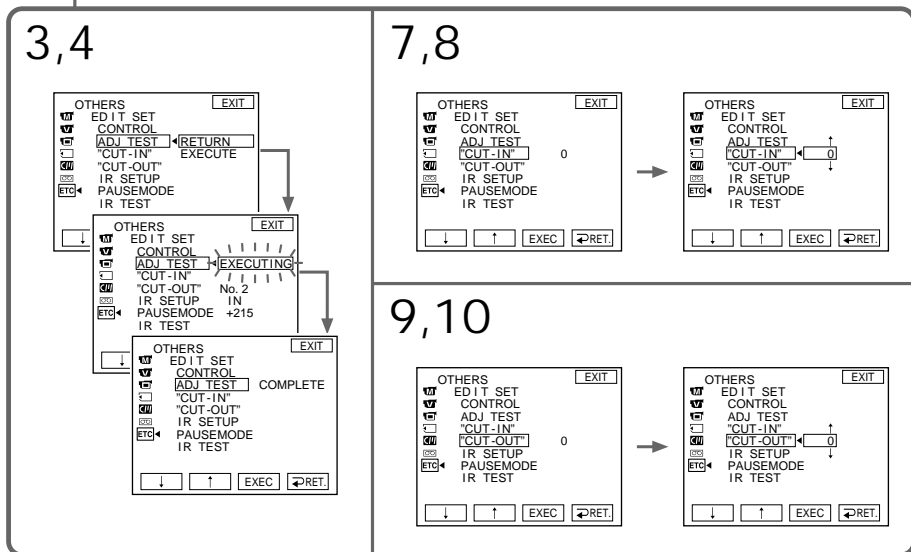 3,4
OTHERS EXIT
EDIT SET
CONTROL
ADJ TEST RETURN
"CUT-IN" EXECUTE
"CUT-OUT"
IR SETUP
ETC PAUSEMODE
IR TEST
↓
OTHERS EXIT
EDIT SET
CONTROL
ADJ TEST EXECUTING
"CUT-IN"
"CUT-OUT" No. 2
IR SETUP IN
ETC PAUSEMODE +215
IR TEST
↓
OTHERS EXIT
EDIT SET
CONTROL
ADJ TEST COMPLETE
"CUT-IN"
"CUT-OUT"
IR SETUP
ETC PAUSEMODE
IR TEST
↓ ↑ EXEC RET.
7,8
OTHERS EXIT
EDIT SET
CONTROL
ADJ TEST
"CUT-IN" 0
"CUT-OUT"
IR SETUP
ETC PAUSEMODE
IR TEST
↓ ↑ EXEC RET.
OTHERS EXIT
EDIT SET
CONTROL
ADJ TEST ↑
"CUT-IN" 0
"CUT-OUT" ↓
IR SETUP
ETC PAUSEMODE
IR TEST
↓ ↑ EXEC RET.
9,10
OTHERS EXIT
EDIT SET
CONTROL
ADJ TEST
"CUT-IN"
"CUT-OUT" 0
IR SETUP
ETC PAUSEMODE
IR TEST
↓ ↑ EXEC RET.
OTHERS EXIT
EDIT SET
CONTROL
ADJ TEST
"CUT-IN" ↑
"CUT-OUT" 0
IR SETUP ↓
ETC PAUSEMODE
IR TEST
↓ ↑ EXEC RET.